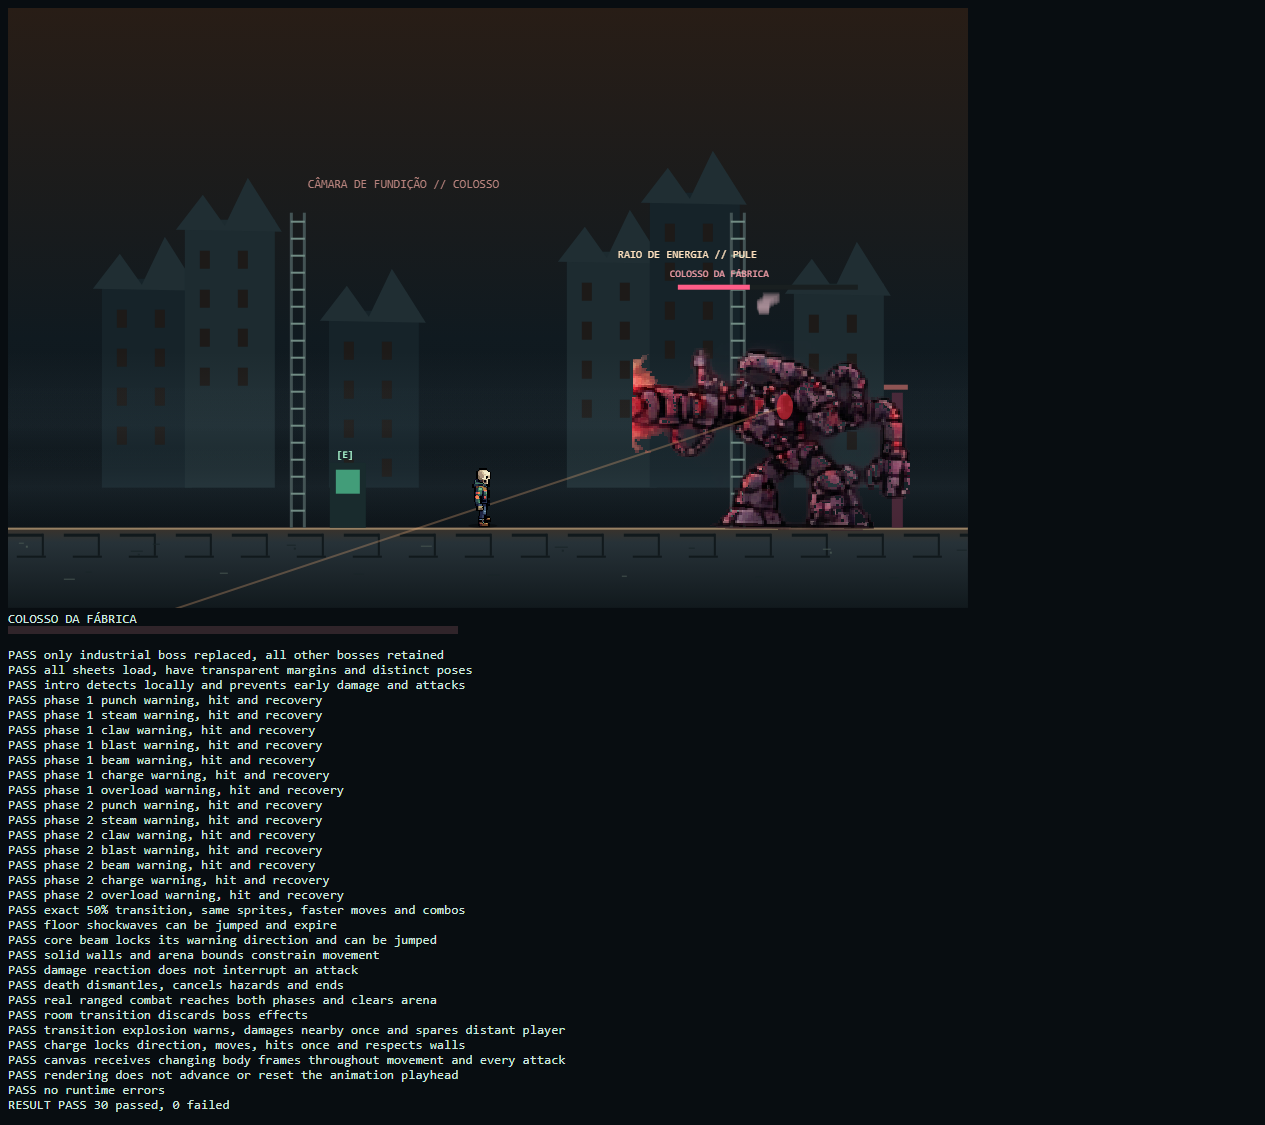 CÂMARA DE FUNDIÇÃO // COLOSSO
RAIO DE ENERGIA // PULE
COLOSSO DA FÁBRICA
[E]
COLOSSO DA FÁBRICA
PASS only industrial boss replaced, all other bosses retained
PASS all sheets load, have transparent margins and distinct poses
PASS intro detects locally and prevents early damage and attacks
PASS phase 1 punch warning, hit and recovery
PASS phase 1 steam warning, hit and recovery
PASS phase 1 claw warning, hit and recovery
PASS phase 1 blast warning, hit and recovery
PASS phase 1 beam warning, hit and recovery
PASS phase 1 charge warning, hit and recovery
PASS phase 1 overload warning, hit and recovery
PASS phase 2 punch warning, hit and recovery
PASS phase 2 steam warning, hit and recovery
PASS phase 2 claw warning, hit and recovery
PASS phase 2 blast warning, hit and recovery
PASS phase 2 beam warning, hit and recovery
PASS phase 2 charge warning, hit and recovery
PASS phase 2 overload warning, hit and recovery
PASS exact 50% transition, same sprites, faster moves and combos
PASS floor shockwaves can be jumped and expire
PASS core beam locks its warning direction and can be jumped
PASS solid walls and arena bounds constrain movement
PASS damage reaction does not interrupt an attack
PASS death dismantles, cancels hazards and ends
PASS real ranged combat reaches both phases and clears arena
PASS room transition discards boss effects
PASS transition explosion warns, damages nearby once and spares distant player
PASS charge locks direction, moves, hits once and respects walls
PASS canvas receives changing body frames throughout movement and every attack
PASS rendering does not advance or reset the animation playhead
PASS no runtime errors
RESULT PASS 30 passed, 0 failed